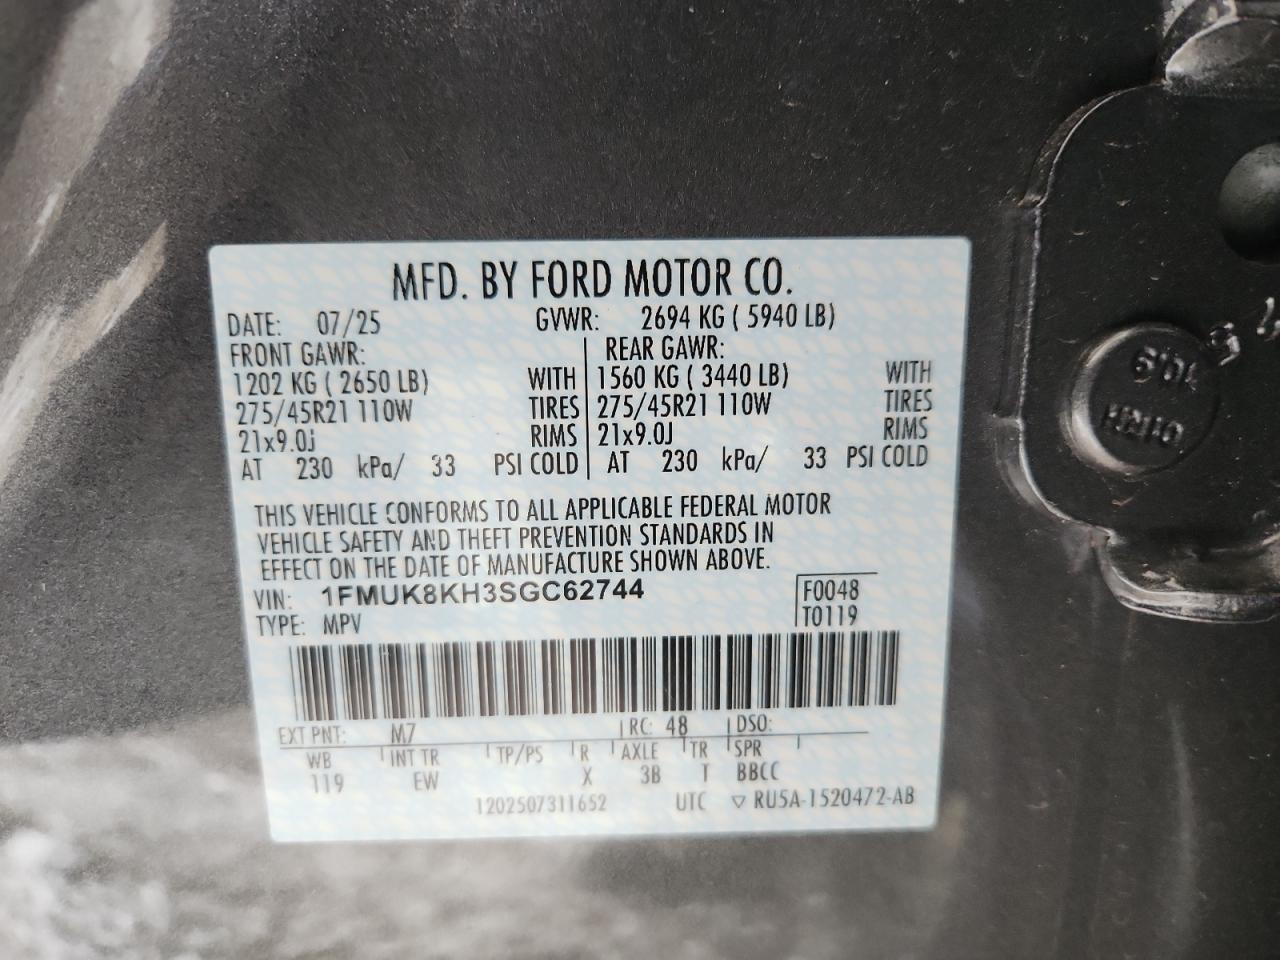 MFD. BY FORD MOTOR CO.
DATE: 07/25 GVWR: 2694 KG ( 5940 LB)
FRONT GAWR: REAR GAWR:
1202 KG ( 2650 LB) WITH 1560 KG ( 3440 LB) WITH
275/45R21 110W TIRES 275/45R21 110W TIRES
21x9.0J RIMS 21x9.0J RIMS
AT 230 kPa/ 33 PSI COLD AT 230 kPa/ 33 PSI COLD
THIS VEHICLE CONFORMS TO ALL APPLICABLE FEDERAL MOTOR
VEHICLE SAFETY AND THEFT PREVENTION STANDARDS IN
EFFECT ON THE DATE OF MANUFACTURE SHOWN ABOVE.
VIN: 1FMUK8KH3SGC62744 F0048
TYPE: MPV T0119
EXT PNT: M7 RC: 48 DSO:
WB INT TR TP/PS R AXLE TR SPR
119 EW X 3B T BBCC
1202507311652 UTC ▽ RU5A-1520472-AB